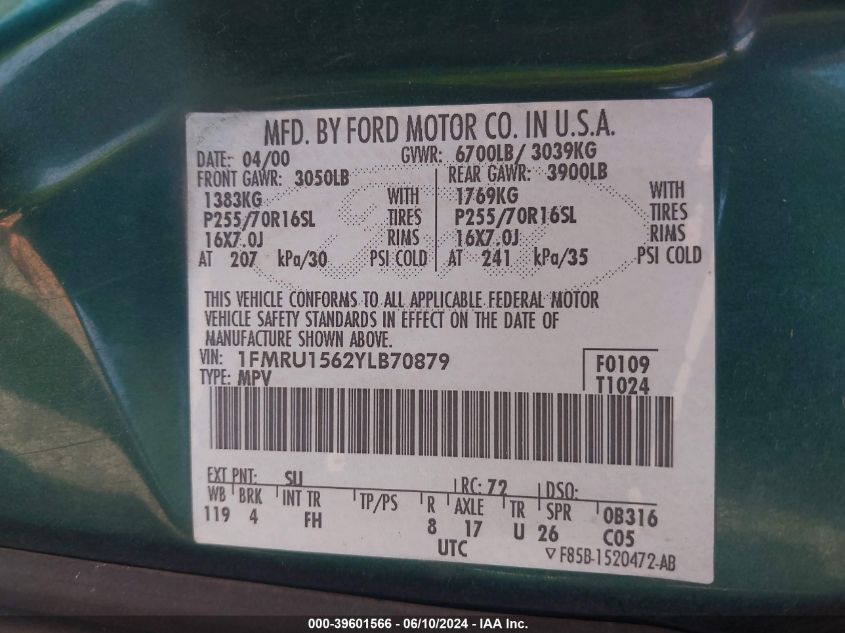 MFD. BY FORD MOTOR CO. IN U.S.A.
DATE: 04/00 GVWR: 6700LB/ 3039KG
FRONT GAWR: 3050LB REAR GAWR: 3900LB
1383KG WITH 1769KG WITH
P255/70R16SL TIRES P255/70R16SL TIRES
16X7.0J RIMS 16X7.0J RIMS
AT 207 kPa/30 PSI COLD AT 241 kPa/35 PSI COLD
THIS VEHICLE CONFORMS TO ALL APPLICABLE FEDERAL MOTOR
VEHICLE SAFETY STANDARDS IN EFFECT ON THE DATE OF
MANUFACTURE SHOWN ABOVE.
VIN: 1FMRU1562YLB70879 F0109
TYPE: MPV T1024
EXT PNT: SU RC: 72 DSO:
WB BRK INT TR TP/PS R AXLE TR SPR 0B316
119 4 FH 8 17 U 26 C05
UTC ▽F85B-1520472-AB
000-39601566 - 06/10/2024 - IAA, Inc.